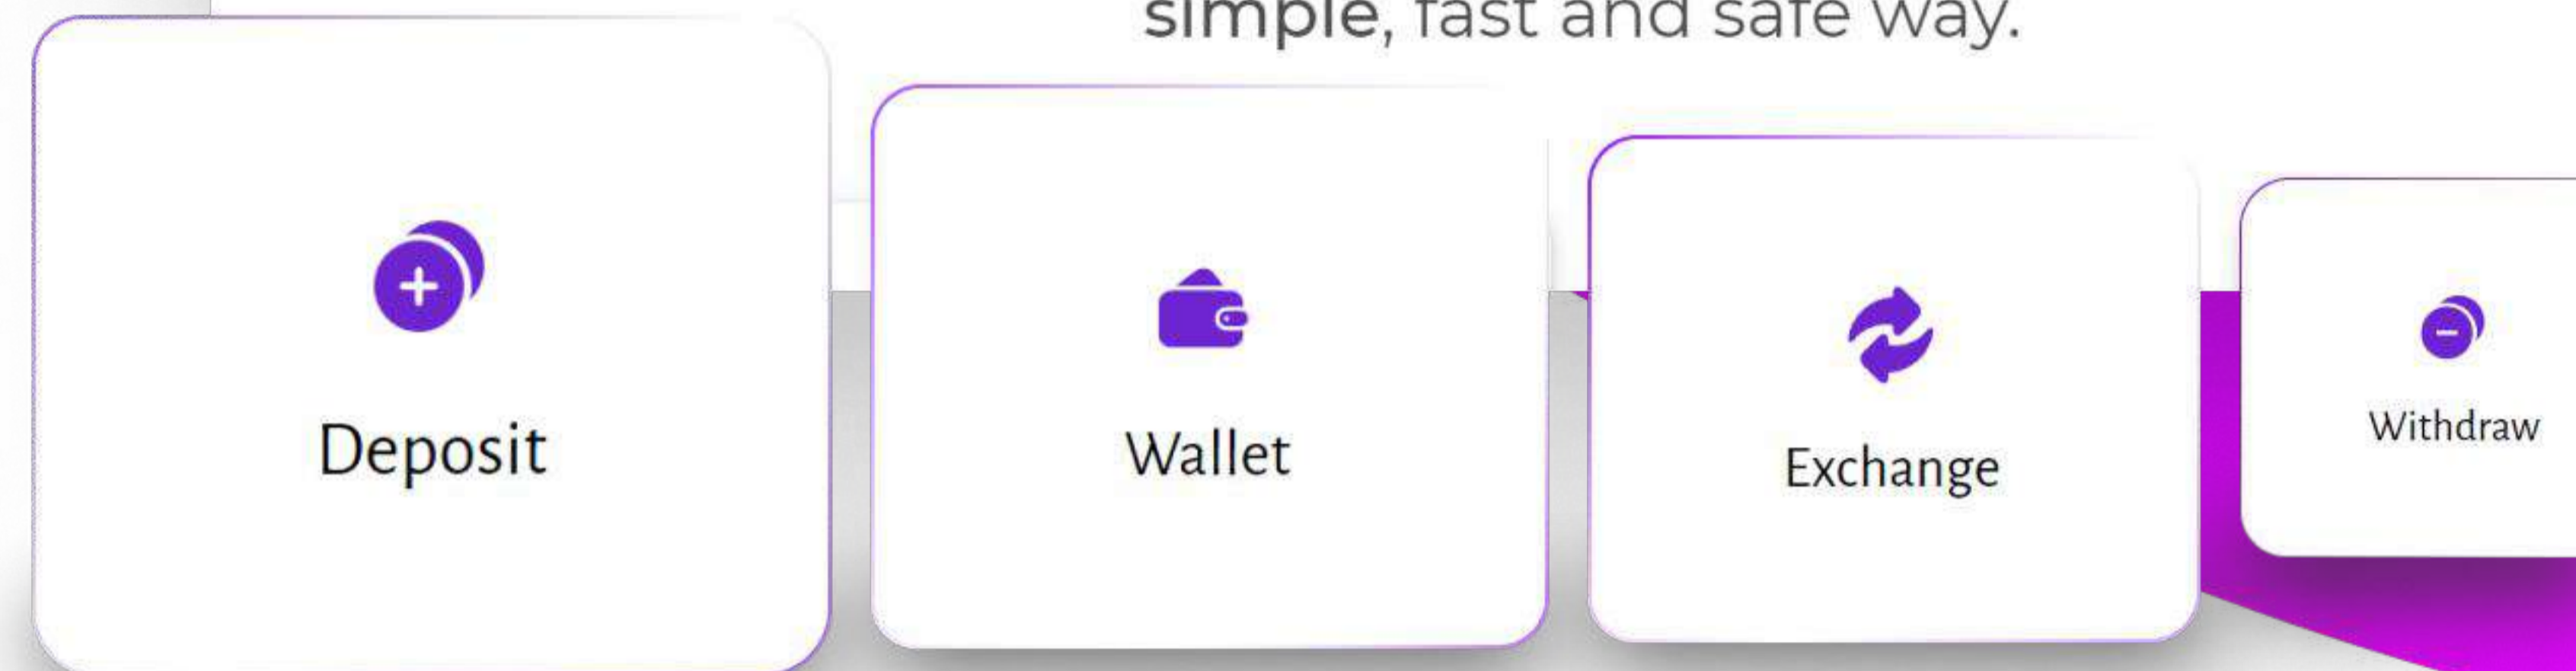 simple, fast and safe way.
Deposit
Wallet
Exchange
Withdraw